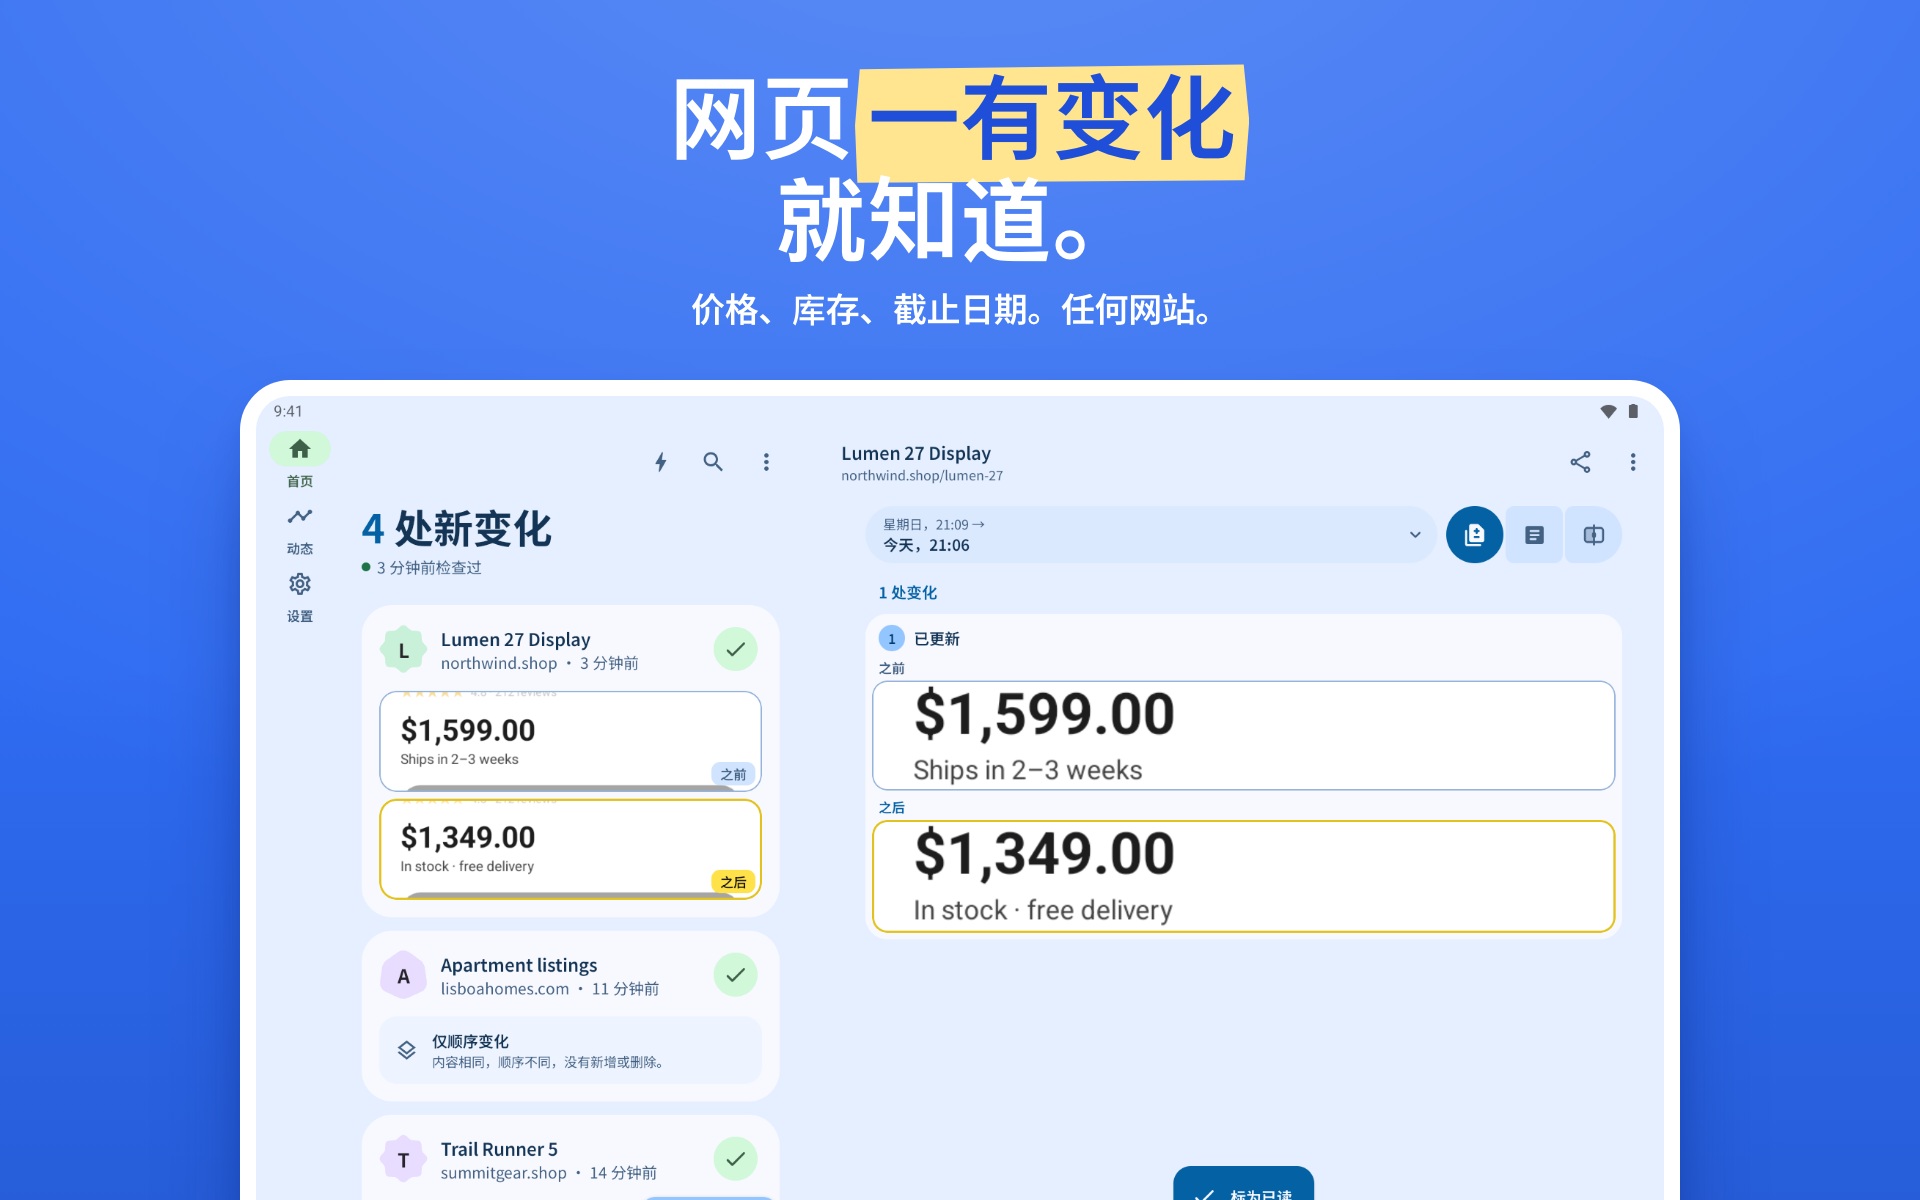 网页一有变化
就知道。
价格、库存、截止日期。任何网站。
9:41
首页
动态
设置
4 处新变化
3 分钟前检查过
L
Lumen 27 Display
northwind.shop • 3 分钟前
$1,599.00
Ships in 2–3 weeks
之前
$1,349.00
In stock · free delivery
之后
A
Apartment listings
lisboahomes.com • 11 分钟前
仅顺序变化
内容相同，顺序不同，没有新增或删除。
T
Trail Runner 5
summitgear.shop • 14 分钟前
Lumen 27 Display
northwind.shop/lumen-27
星期日，21:09 →
今天，21:06
1 处变化
1 已更新
之前
$1,599.00
Ships in 2–3 weeks
之后
$1,349.00
In stock · free delivery
标为已读